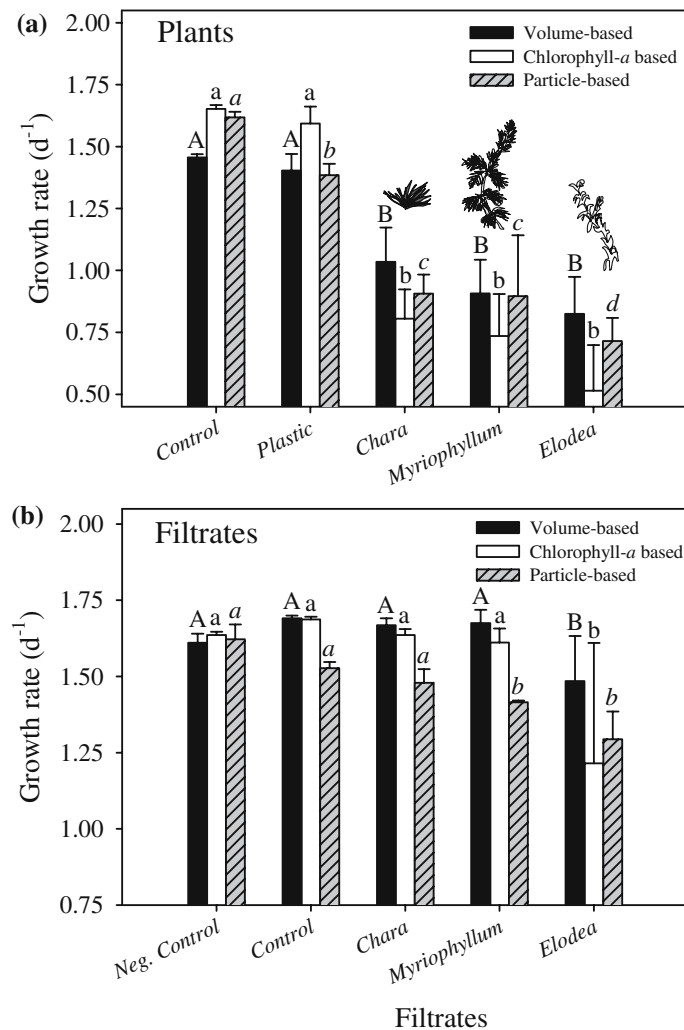 (a) Plants
Volume-based
Chlorophyll-a based
Particle-based
Growth rate (d⁻¹)
2.00
1.75
1.50
1.25
1.00
0.75
0.50
A a a
A a b
B b c
B b c
B b d
Control
Plastic
Chara
Myriophyllum
Elodea
(b) Filtrates
Volume-based
Chlorophyll-a based
Particle-based
Growth rate (d⁻¹)
2.00
1.75
1.50
1.25
1.00
0.75
A a a
A a a
A a a
A a b
B b b
Neg. Control
Control
Chara
Myriophyllum
Elodea
Filtrates